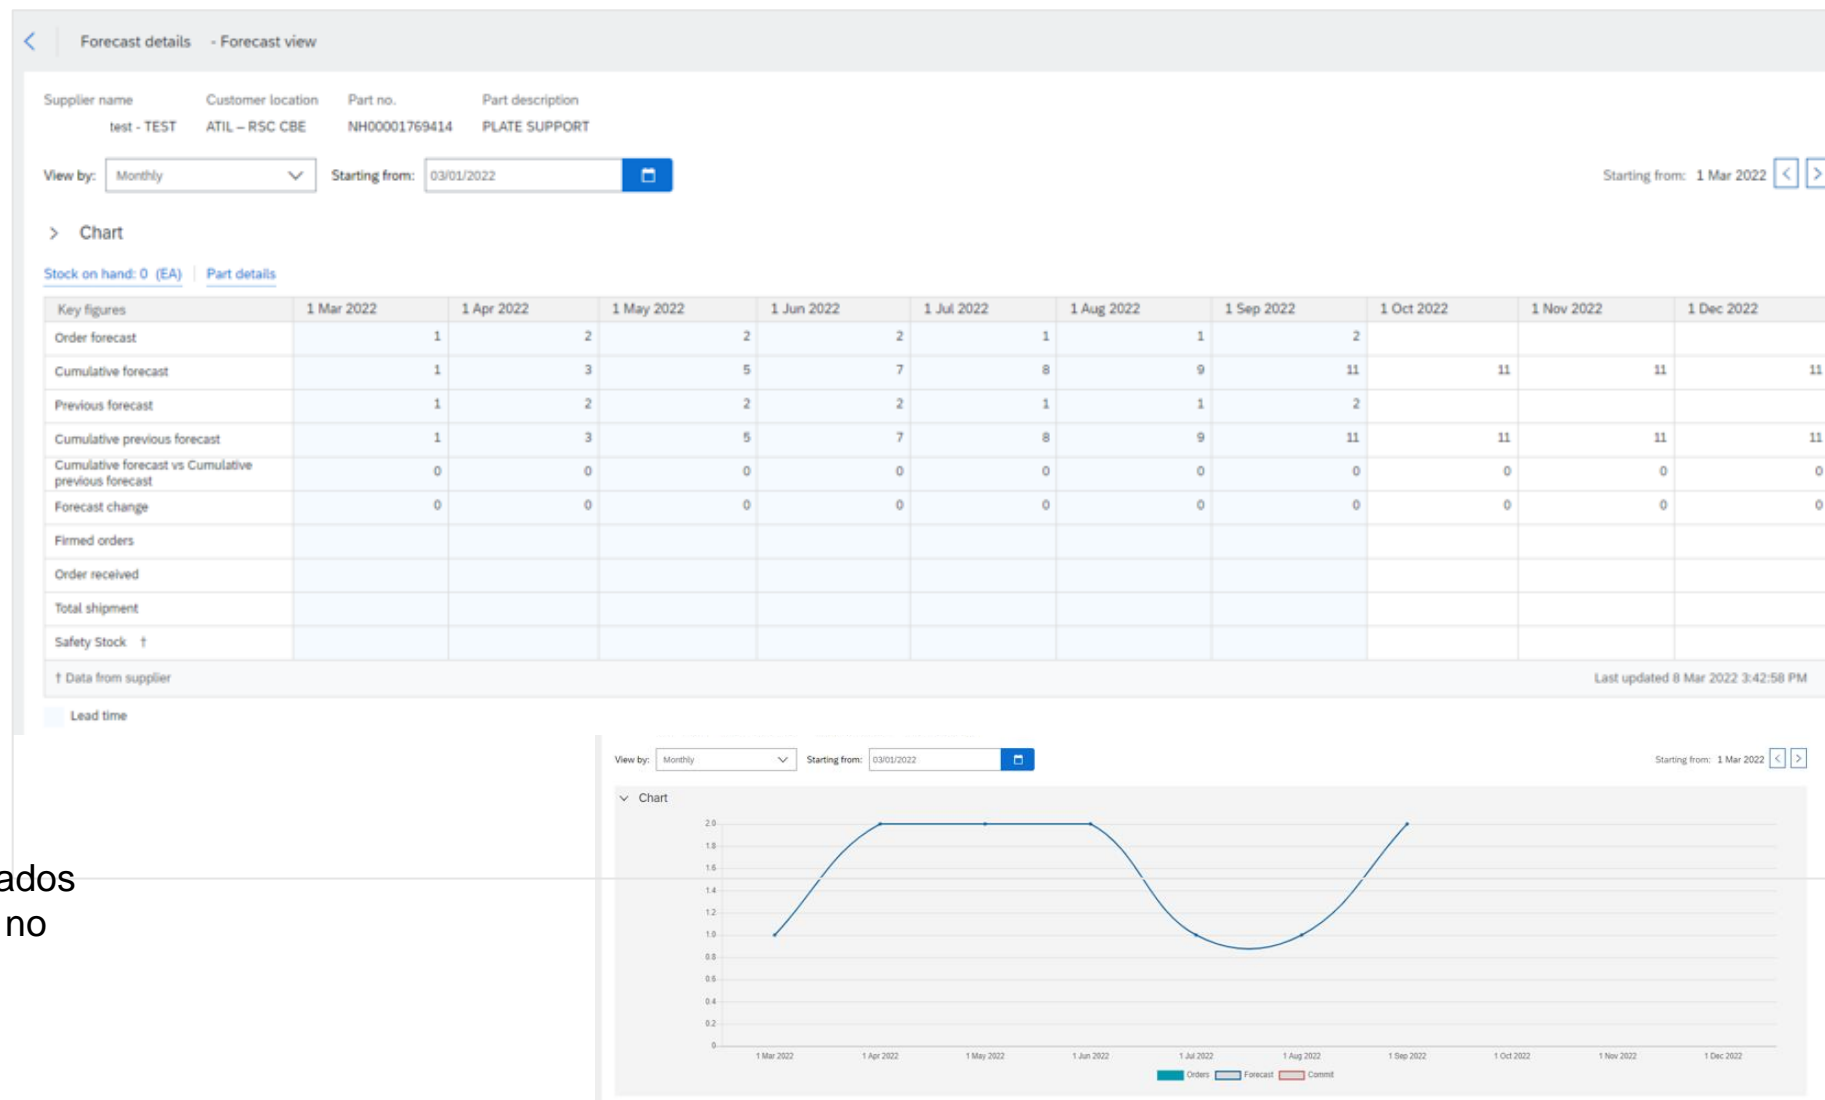 Forecast details - Forecast view
Supplier name Customer location Part no. Part description
test - TEST ATIL – RSC CBE NH00001769414 PLATE SUPPORT
View by: Monthly Starting from: 03/01/2022 Starting from: 1 Mar 2022
Chart
Stock on hand: 0 (EA) Part details
Key figures 1 Mar 2022 1 Apr 2022 1 May 2022 1 Jun 2022 1 Jul 2022 1 Aug 2022 1 Sep 2022 1 Oct 2022 1 Nov 2022 1 Dec 2022
Order forecast 1 2 2 2 1 1 2
Cumulative forecast 1 3 5 7 8 9 11 11 11 11
Previous forecast 1 2 2 2 1 1 2
Cumulative previous forecast 1 3 5 7 8 9 11 11 11 11
Cumulative forecast vs Cumulative
previous forecast 0 0 0 0 0 0 0 0 0 0
Forecast change 0 0 0 0 0 0 0 0 0 0
Firmed orders
Order received
Total shipment
Safety Stock †
† Data from supplier Last updated 8 Mar 2022 3:42:58 PM
Lead time
View by: Monthly Starting from: 03/01/2022 Starting from: 1 Mar 2022
Chart
2.0
1.8
1.6
1.4
1.2
1.0
0.8
0.6
0.4
0.2
0
1 Mar 2022 1 Apr 2022 1 May 2022 1 Jun 2022 1 Jul 2022 1 Aug 2022 1 Sep 2022 1 Oct 2022 1 Nov 2022 1 Dec 2022
Orders Forecast Commit
ados
no